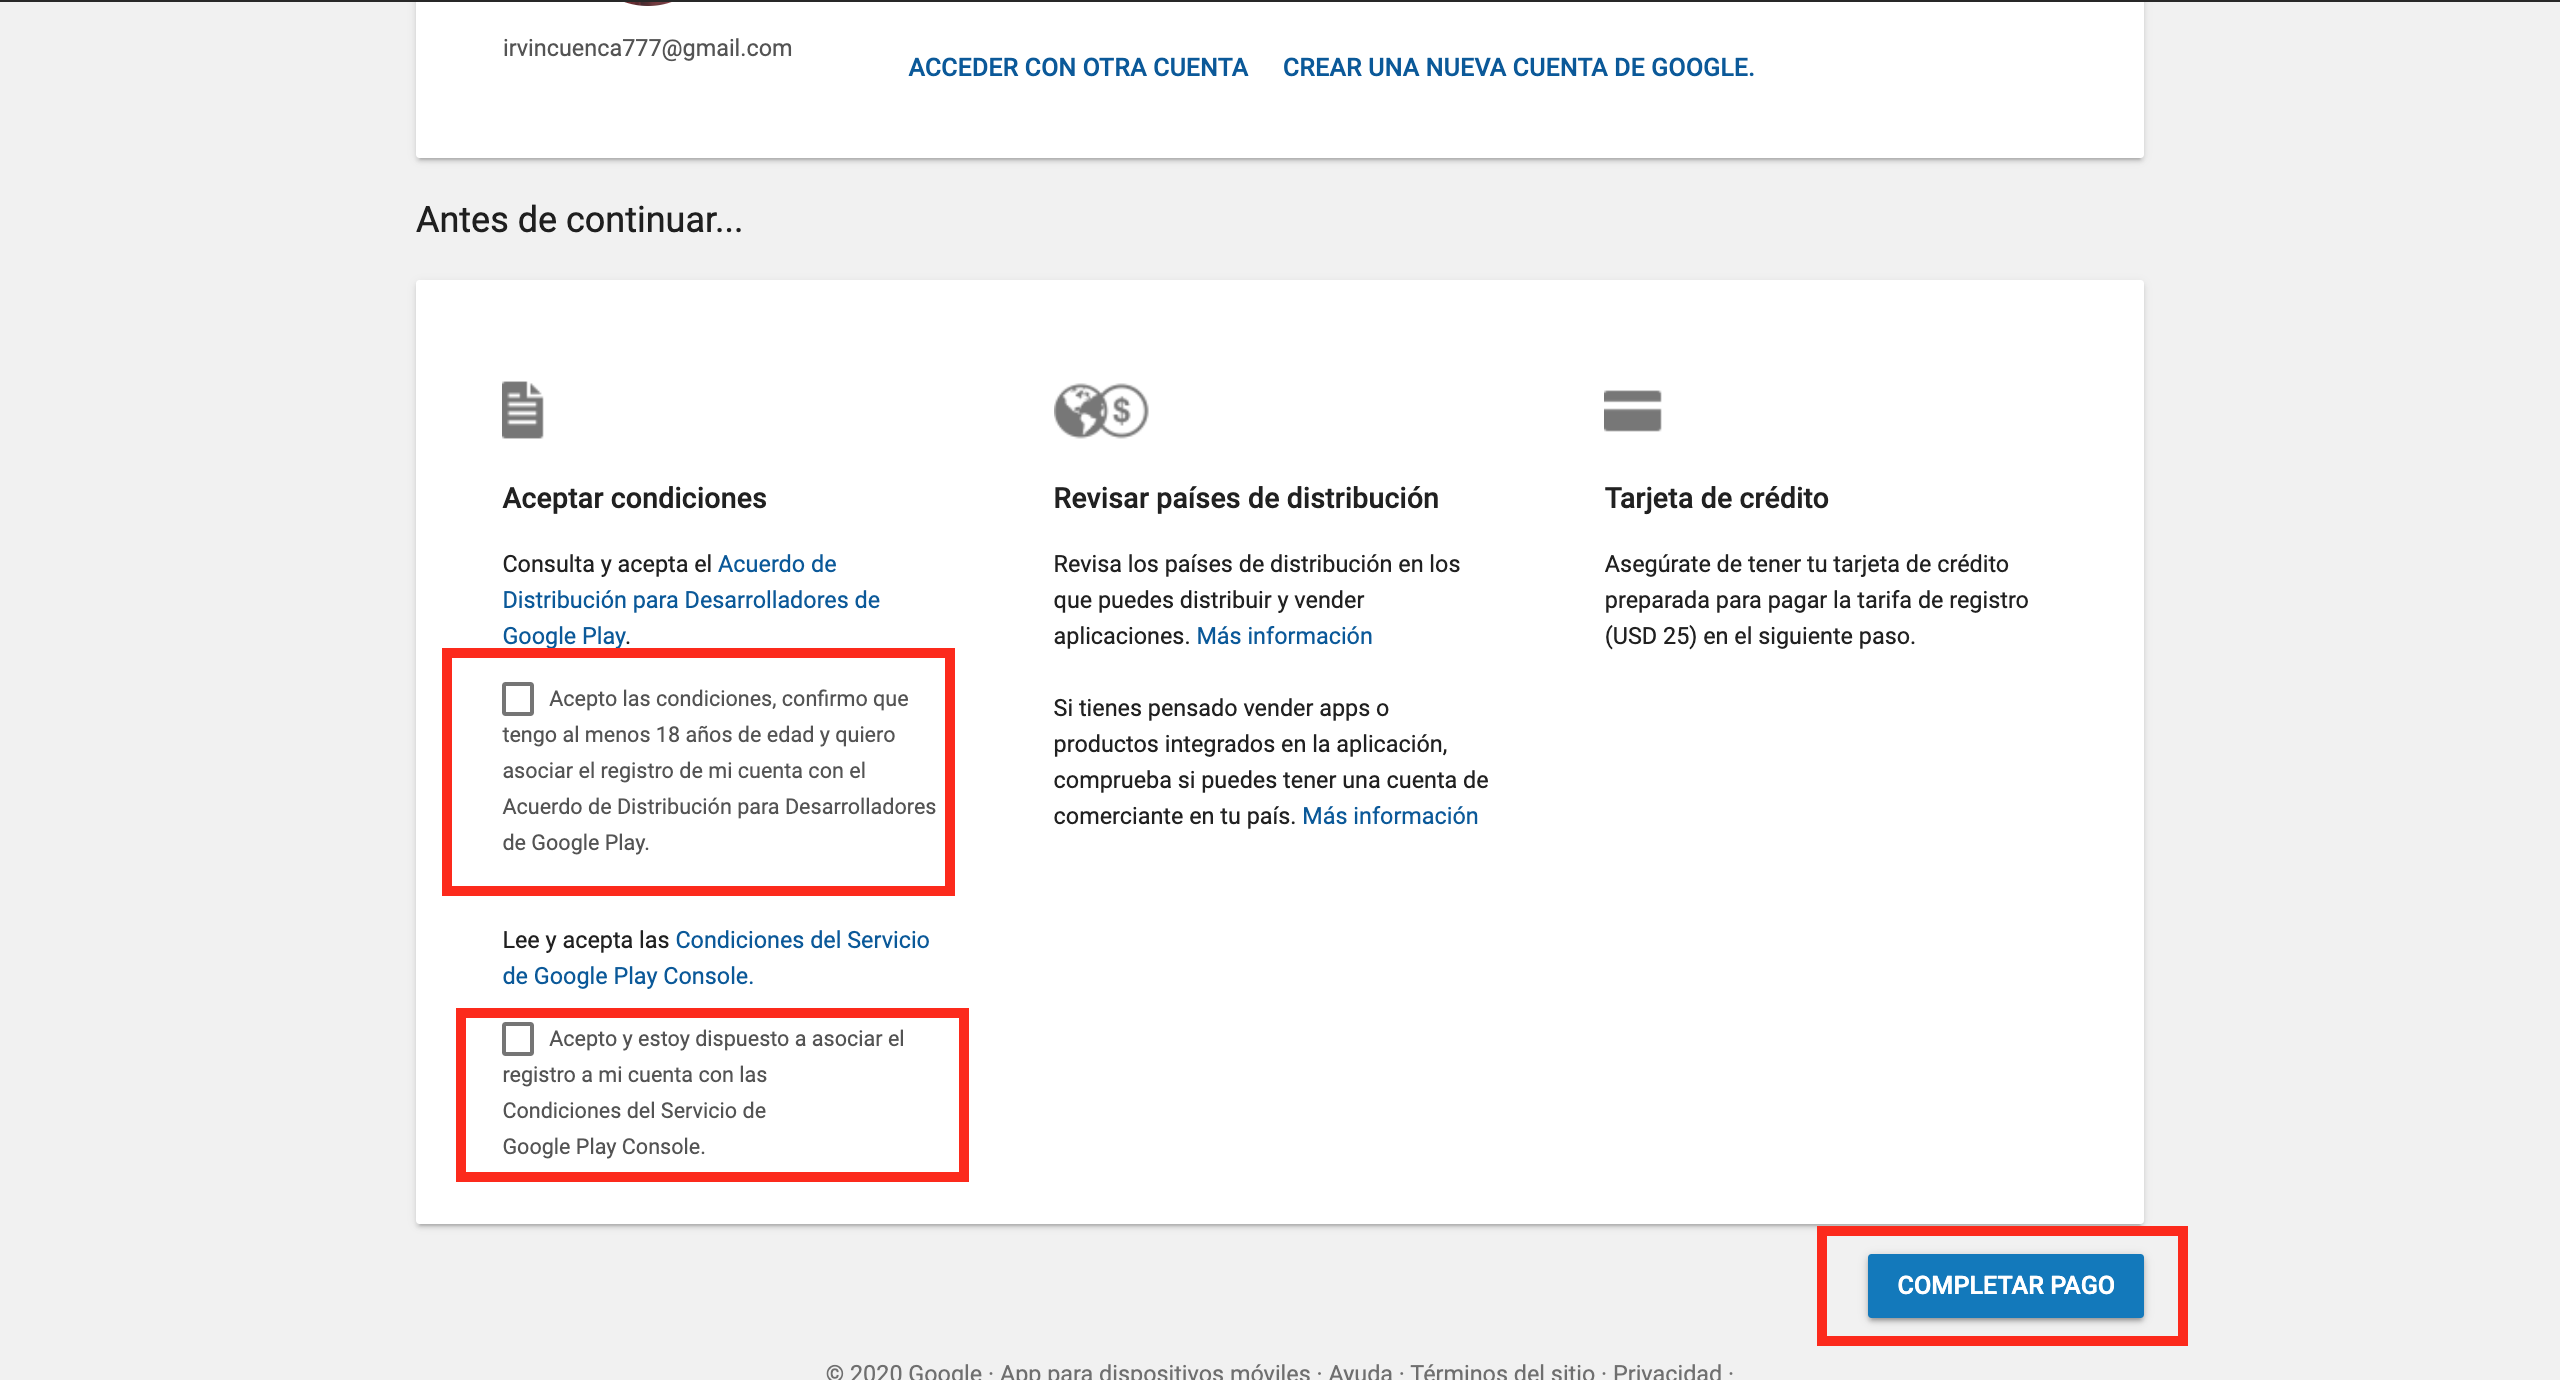 irvincuenca777@gmail.com
ACCEDER CON OTRA CUENTA
CREAR UNA NUEVA CUENTA DE GOOGLE.
Antes de continuar...
Aceptar condiciones
Consulta y acepta el Acuerdo de
Distribución para Desarrolladores de
Google Play.
Acepto las condiciones, confirmo que
tengo al menos 18 años de edad y quiero
asociar el registro de mi cuenta con el
Acuerdo de Distribución para Desarrolladores
de Google Play.
Lee y acepta las Condiciones del Servicio
de Google Play Console.
Acepto y estoy dispuesto a asociar el
registro a mi cuenta con las
Condiciones del Servicio de
Google Play Console.
$
Revisar países de distribución
Revisa los países de distribución en los
que puedes distribuir y vender
aplicaciones. Más información
Si tienes pensado vender apps o
productos integrados en la aplicación,
comprueba si puedes tener una cuenta de
comerciante en tu país. Más información
Tarjeta de crédito
Asegúrate de tener tu tarjeta de crédito
preparada para pagar la tarifa de registro
(USD 25) en el siguiente paso.
COMPLETAR PAGO
© 2020 Google · App para dispositivos móviles · Ayuda · Términos del sitio · Privacidad ·